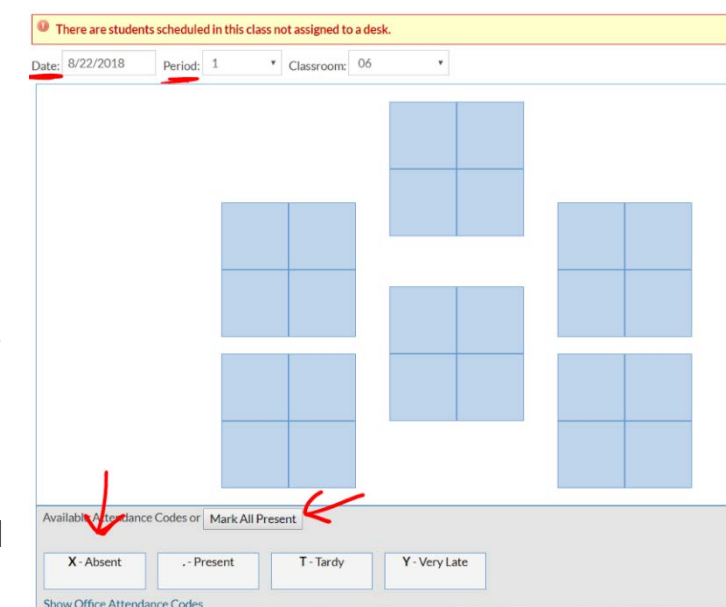 There are students scheduled in this class not assigned to a desk.
Date: 8/22/2018 Period: 1 Classroom: 06
Available Attendance Codes or Mark All Present
X - Absent . - Present T - Tardy Y - Very Late
Show Office Attendance Codes